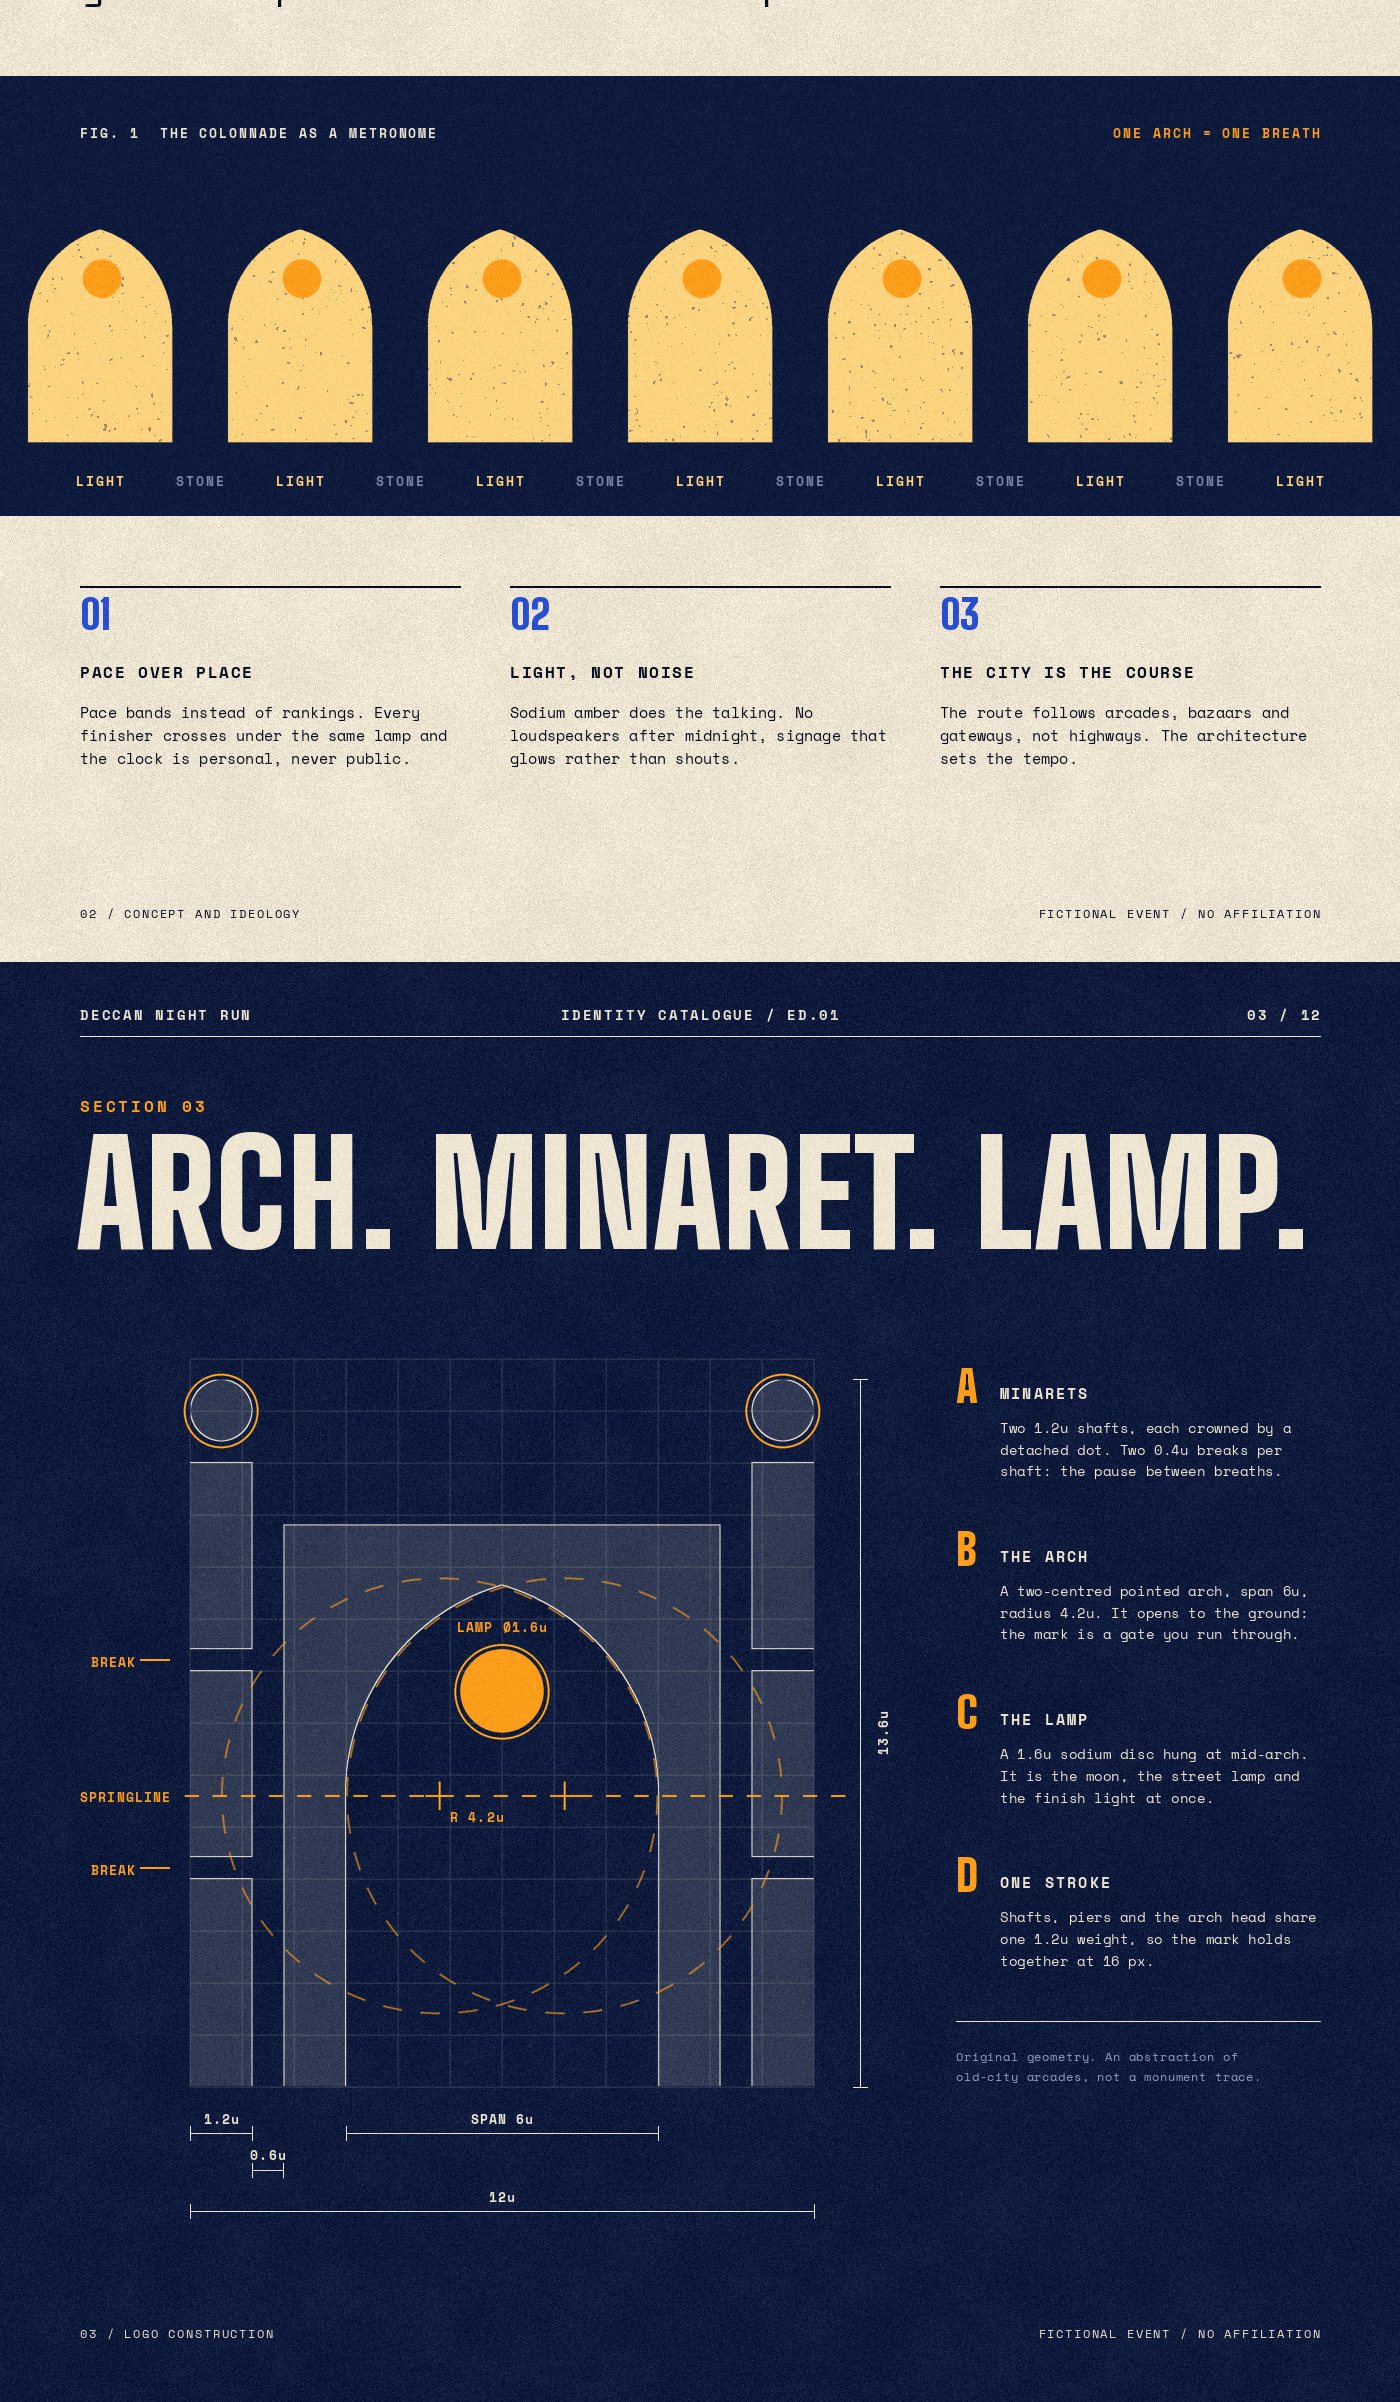 FIG. 1 THE COLONNADE AS A METRONOME
ONE ARCH = ONE BREATH
LIGHT STONE LIGHT STONE LIGHT STONE LIGHT STONE LIGHT STONE LIGHT STONE LIGHT
01
PACE OVER PLACE
Pace bands instead of rankings. Every
finisher crosses under the same lamp and
the clock is personal, never public.
02
LIGHT, NOT NOISE
Sodium amber does the talking. No
loudspeakers after midnight, signage that
glows rather than shouts.
03
THE CITY IS THE COURSE
The route follows arcades, bazaars and
gateways, not highways. The architecture
sets the tempo.
02 / CONCEPT AND IDEOLOGY
FICTIONAL EVENT / NO AFFILIATION
DECCAN NIGHT RUN
IDENTITY CATALOGUE / ED.01
03 / 12
SECTION 03
ARCH. MINARET. LAMP.
LAMP Ø1.6u
BREAK
SPRINGLINE
R 4.2u
BREAK
13.6u
1.2u
SPAN 6u
0.6u
12u
A
MINARETS
Two 1.2u shafts, each crowned by a
detached dot. Two 0.4u breaks per
shaft: the pause between breaths.
B
THE ARCH
A two-centred pointed arch, span 6u,
radius 4.2u. It opens to the ground:
the mark is a gate you run through.
C
THE LAMP
A 1.6u sodium disc hung at mid-arch.
It is the moon, the street lamp and
the finish light at once.
D
ONE STROKE
Shafts, piers and the arch head share
one 1.2u weight, so the mark holds
together at 16 px.
Original geometry. An abstraction of
old-city arcades, not a monument trace.
03 / LOGO CONSTRUCTION
FICTIONAL EVENT / NO AFFILIATION